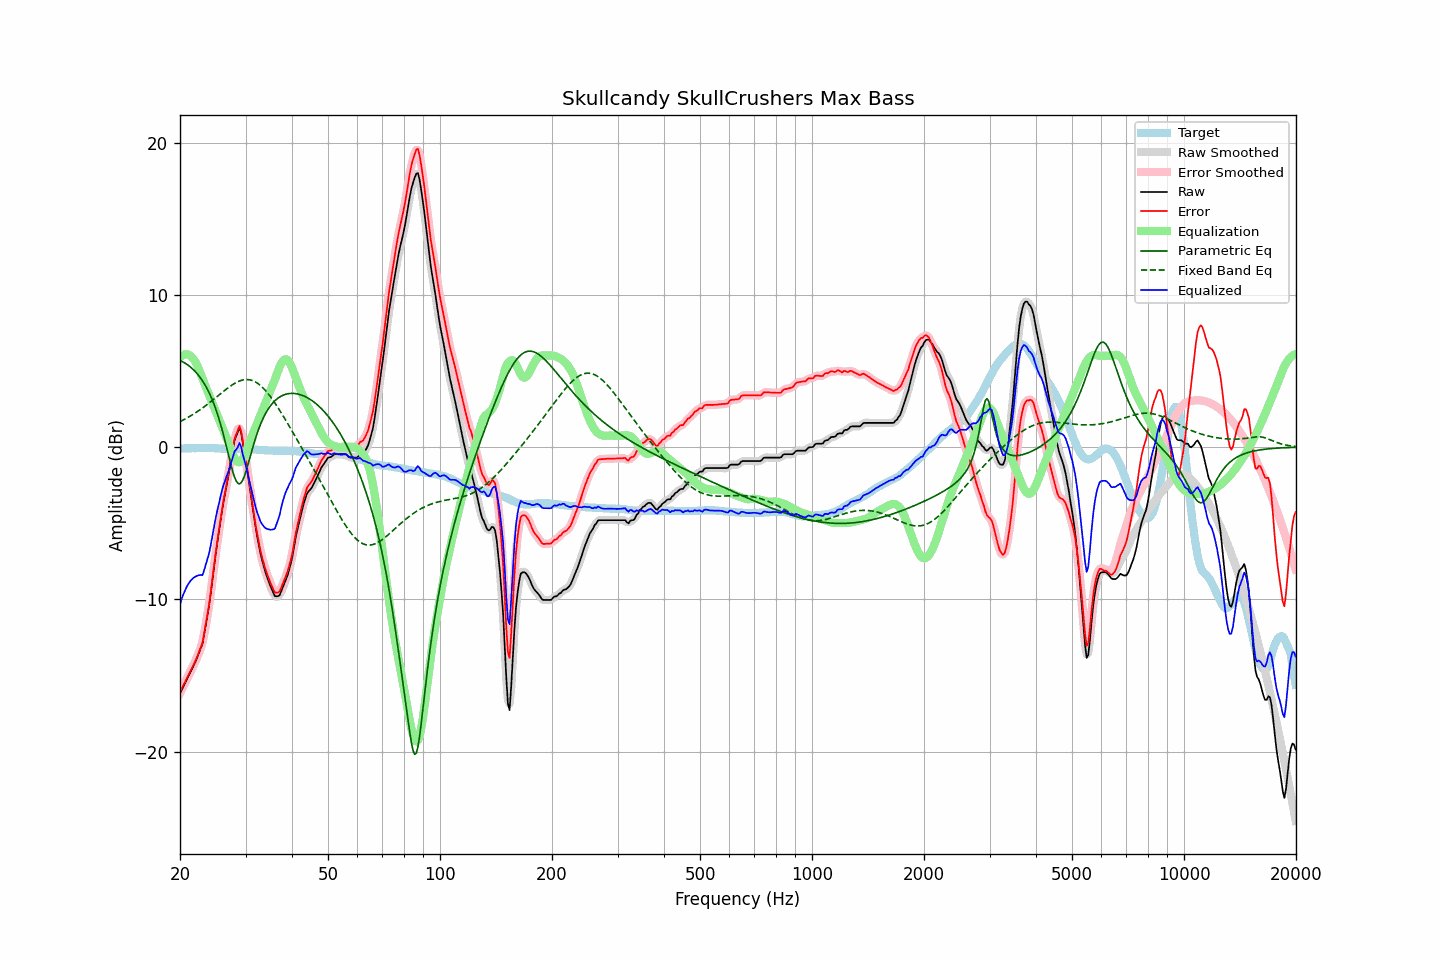 Skullcandy SkullCrushers Max Bass
Target
Raw Smoothed
Error Smoothed
Raw
Error
Equalization
Parametric Eq
Fixed Band Eq
Equalized
Amplitude (dBr)
20
10
0
−10
−20
20 50 100 200 500 1000 2000 5000 10000 20000
Frequency (Hz)